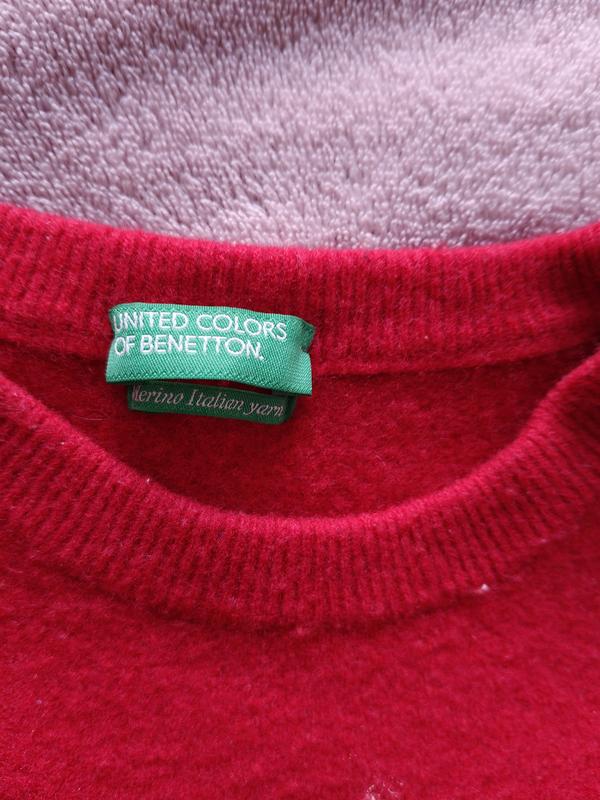 UNITED COLORS
OF BENETTON.
Merino Italian yarn